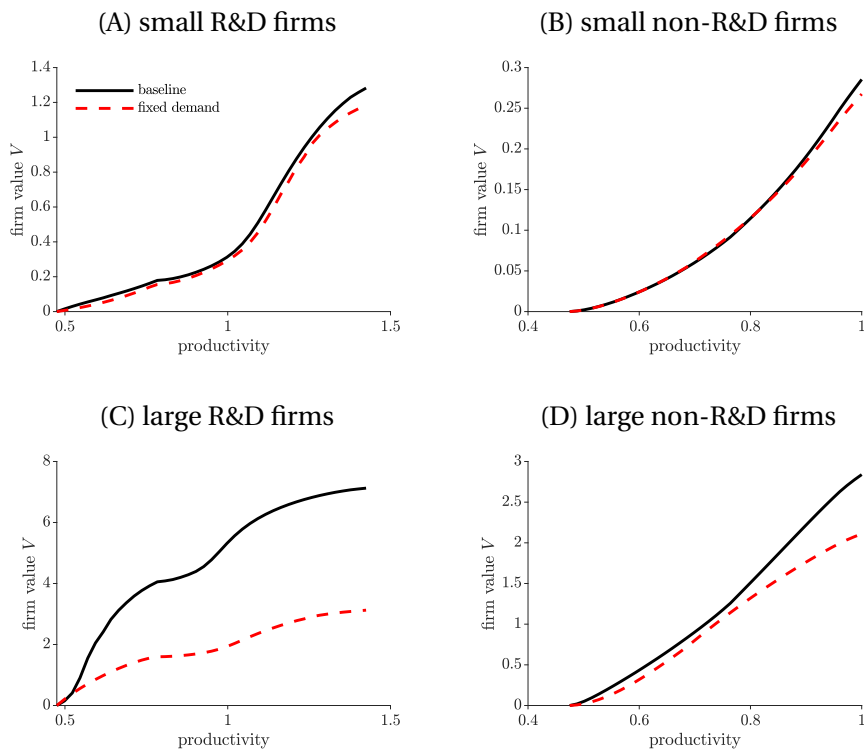 (A) small R&D firms
firm value V
1.4
1.2
1
0.8
0.6
0.4
0.2
0
baseline
fixed demand
0.5
1
1.5
productivity
(B) small non-R&D firms
firm value V
0.3
0.25
0.2
0.15
0.1
0.05
0
0.4
0.6
0.8
1
productivity
(C) large R&D firms
firm value V
8
6
4
2
0
0.5
1
1.5
productivity
(D) large non-R&D firms
firm value V
3
2.5
2
1.5
1
0.5
0
0.4
0.6
0.8
1
productivity